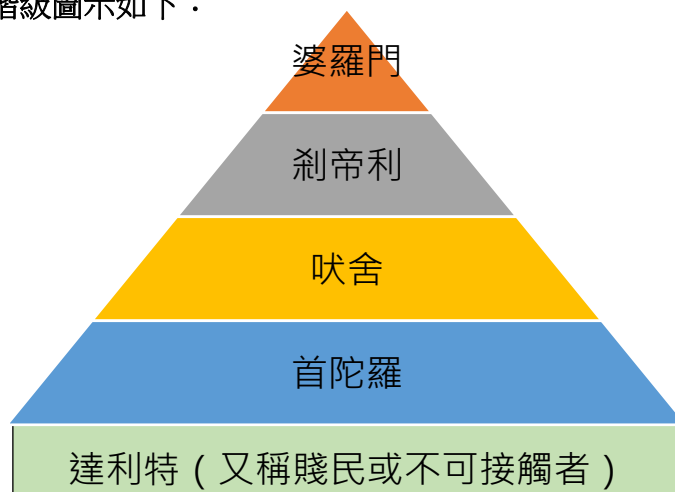 階級圖示如下：
婆羅門
剎帝利
吠舍
首陀羅
達利特（又稱賤民或不可接觸者）